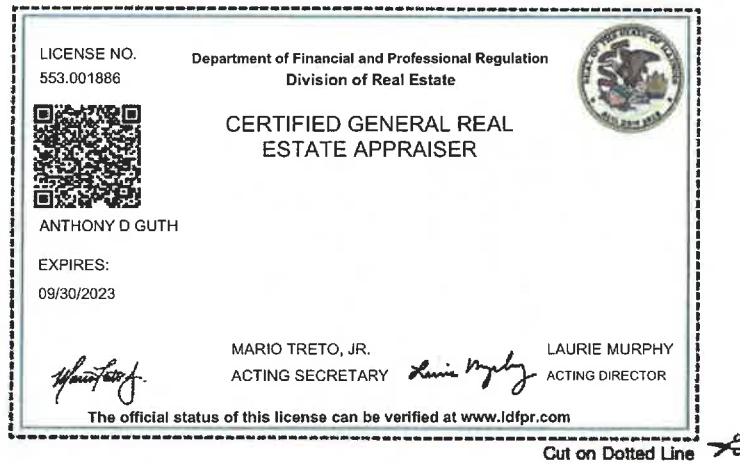 LICENSE NO.
553.001886
Department of Financial and Professional Regulation
Division of Real Estate
CERTIFIED GENERAL REAL
ESTATE APPRAISER
ANTHONY D GUTH
EXPIRES:
09/30/2023
MARIO TRETO, JR.
ACTING SECRETARY
LAURIE MURPHY
ACTING DIRECTOR
The official status of this license can be verified at www.Idfpr.com
Cut on Dotted Line